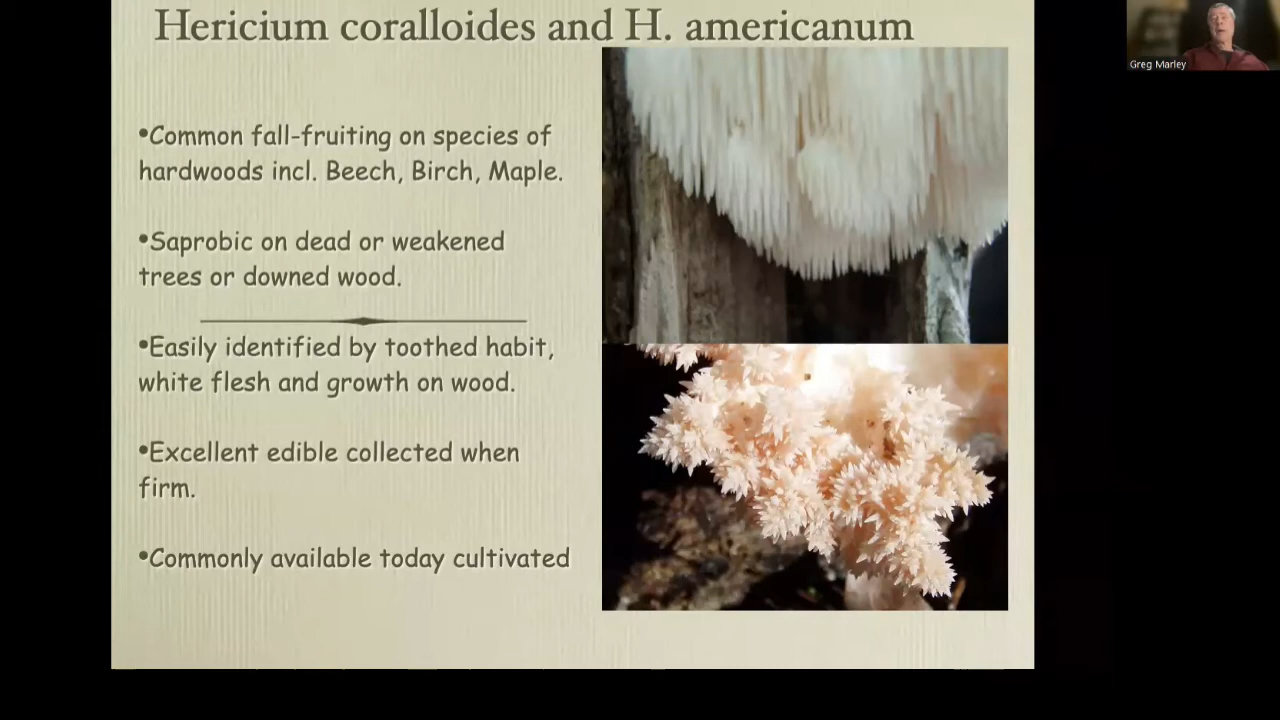 Hericium coralloides and H. americanum
Greg Marley
•Common fall-fruiting on species of
hardwoods incl. Beech, Birch, Maple.
•Saprobic on dead or weakened
trees or downed wood.
•Easily identified by toothed habit,
white flesh and growth on wood.
•Excellent edible collected when
firm.
•Commonly available today cultivated